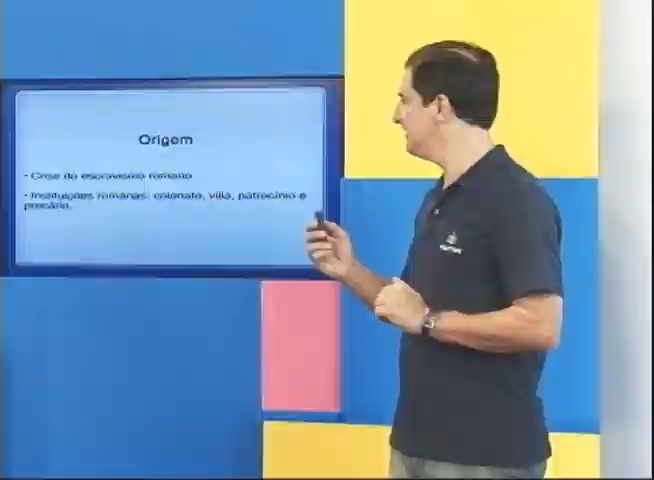 Origem
• Crise do escravismo romano
• Instituições romanas: colonato, villa, patrocínio e
precário.